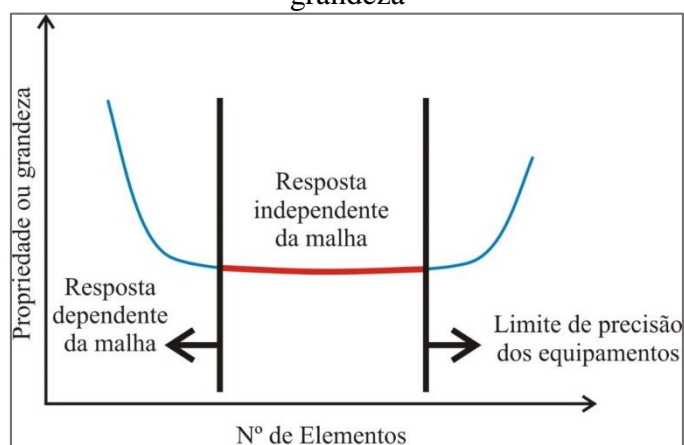 grandeza
Propriedade ou grandeza
Resposta
independente
da malha
Resposta
dependente
da malha
Limite de precisão
dos equipamentos
Nº de Elementos